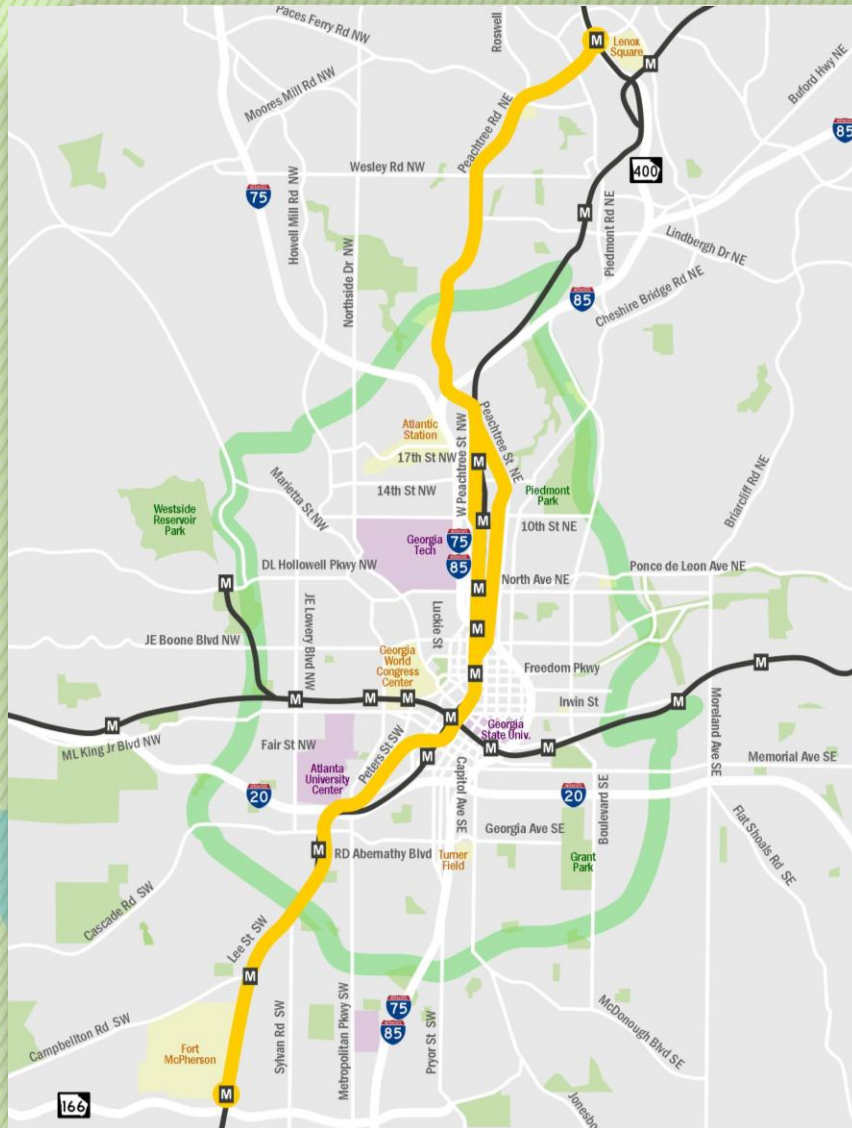 Paces Ferry Rd NW
Roswell
M
Lenox
Square
M
Moores Mill Rd NW
Buford Hwy NE
85
Peachtree Rd NE
Wesley Rd NW
400
75
Howell Mill Rd NW
M
Piedmont Rd NE
Lindbergh Dr NE
Northside Dr NW
85
Cheshire Bridge Rd NE
Atlantic
Station
W Peachtree St NW
Peachtree St. NE
17th St NW
M
Briarcliff Rd NE
Marietta St NW
14th St NW
Piedmont
Park
Westside
Reservoir
Park
M
10th St NE
Georgia
Tech
75
85
DL Hollowell Pkwy NW
M
North Ave NE
Ponce de Leon Ave NE
M
JE Lowery Blvd NW
Luckie St
M
JE Boone Blvd NW
Georgia
World
Congress
Center
M
Freedom Pkwy
M
M
M
M
Irwin St
M
Moreland Ave SE
M
M
Georgia
State Univ.
ML King Jr Blvd NW
Fair St NW
Peters St SW
M
M
M
Memorial Ave SE
Atlanta
University
Center
20
Capitol Ave SE
20
Boulevard SE
Georgia Ave SE
M
RD Abernathy Blvd
Turner
Field
Grant
Park
Flat Shoals Rd SE
Cascade Rd SW
Lee St SW
M
75
85
Campbellton Rd SW
Sylvan Rd SW
Metropolitan Pkwy SW
Pryor St SW
McDonough Blvd SE
Fort
McPherson
M
166
Jonesbo